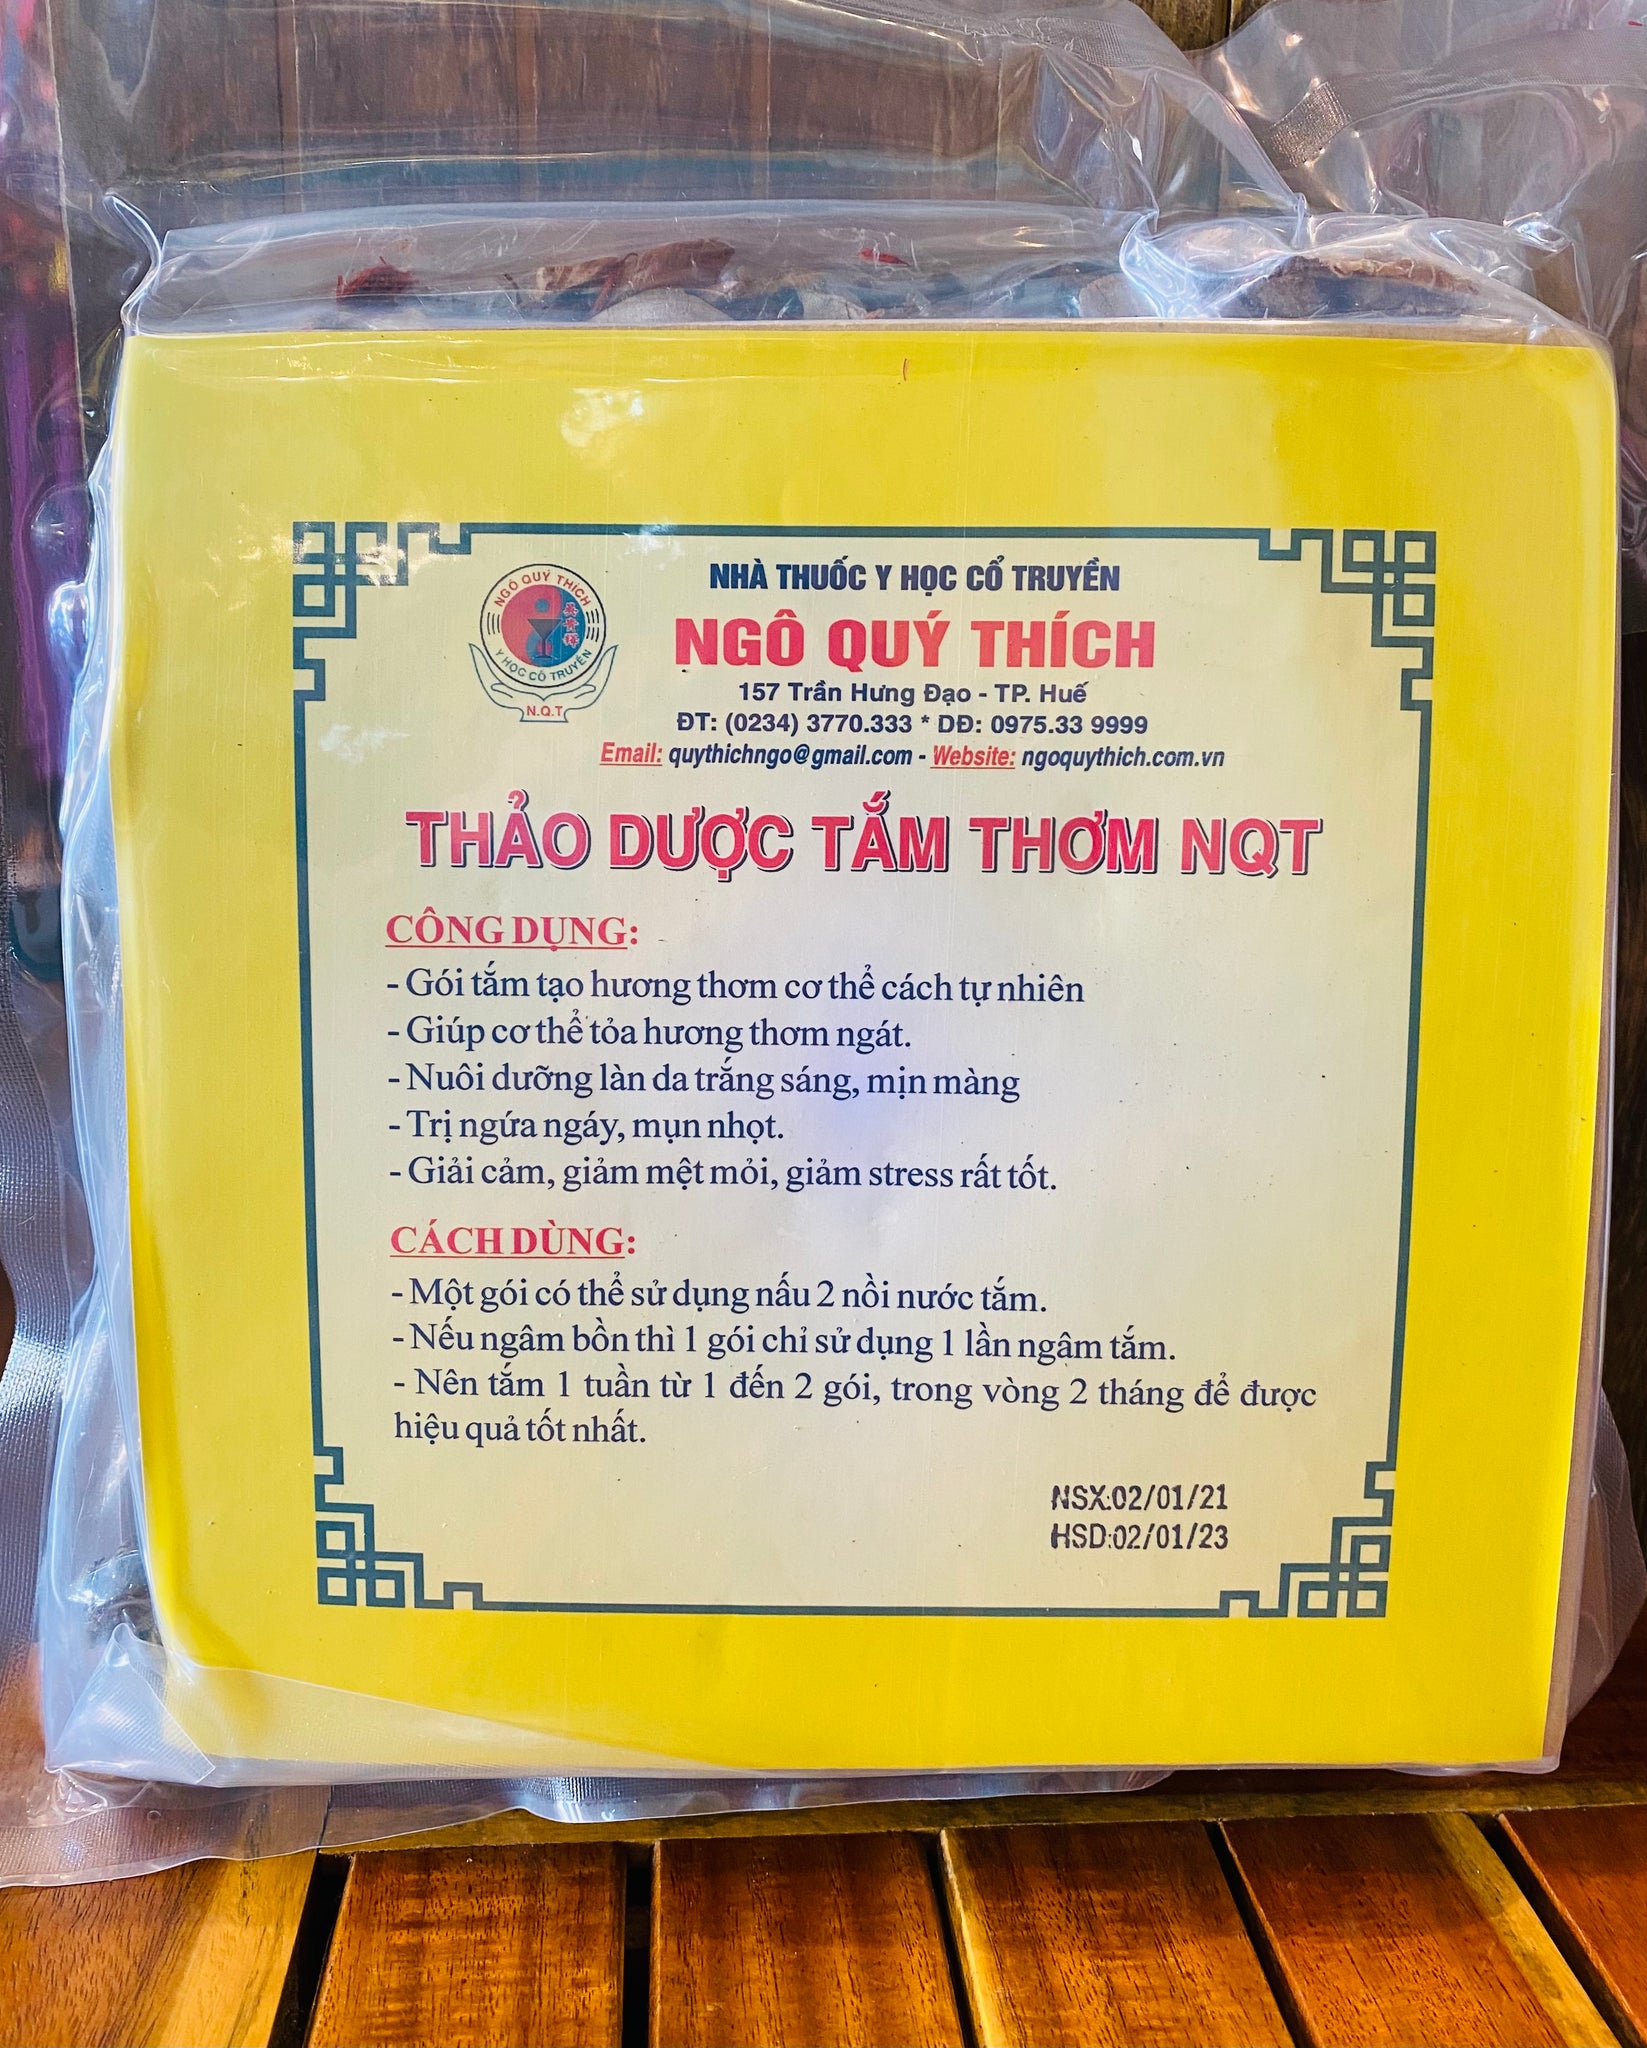 NGÔ QUÝ THÍCH
Y HỌC CỔ TRUYỀN
N.Q.T
NHÀ THUỐC Y HỌC CỔ TRUYỀN
NGÔ QUÝ THÍCH
157 Trần Hưng Đạo - TP. Huế
ĐT: (0234) 3770.333 * DĐ: 0975.33 9999
Email: quythichngo@gmail.com - Website: ngoquythich.com.vn
THẢO DƯỢC TẮM THƠM NQT
CÔNG DỤNG:
- Gói tắm tạo hương thơm cơ thể cách tự nhiên
- Giúp cơ thể tỏa hương thơm ngát.
- Nuôi dưỡng làn da trắng sáng, mịn màng
- Trị ngứa ngáy, mụn nhọt.
- Giải cảm, giảm mệt mỏi, giảm stress rất tốt.
CÁCH DÙNG:
- Một gói có thể sử dụng nấu 2 nồi nước tắm.
- Nếu ngâm bồn thì 1 gói chỉ sử dụng 1 lần ngâm tắm.
- Nên tắm 1 tuần từ 1 đến 2 gói, trong vòng 2 tháng để được
hiệu quả tốt nhất.
NSX:02/01/21
HSD:02/01/23